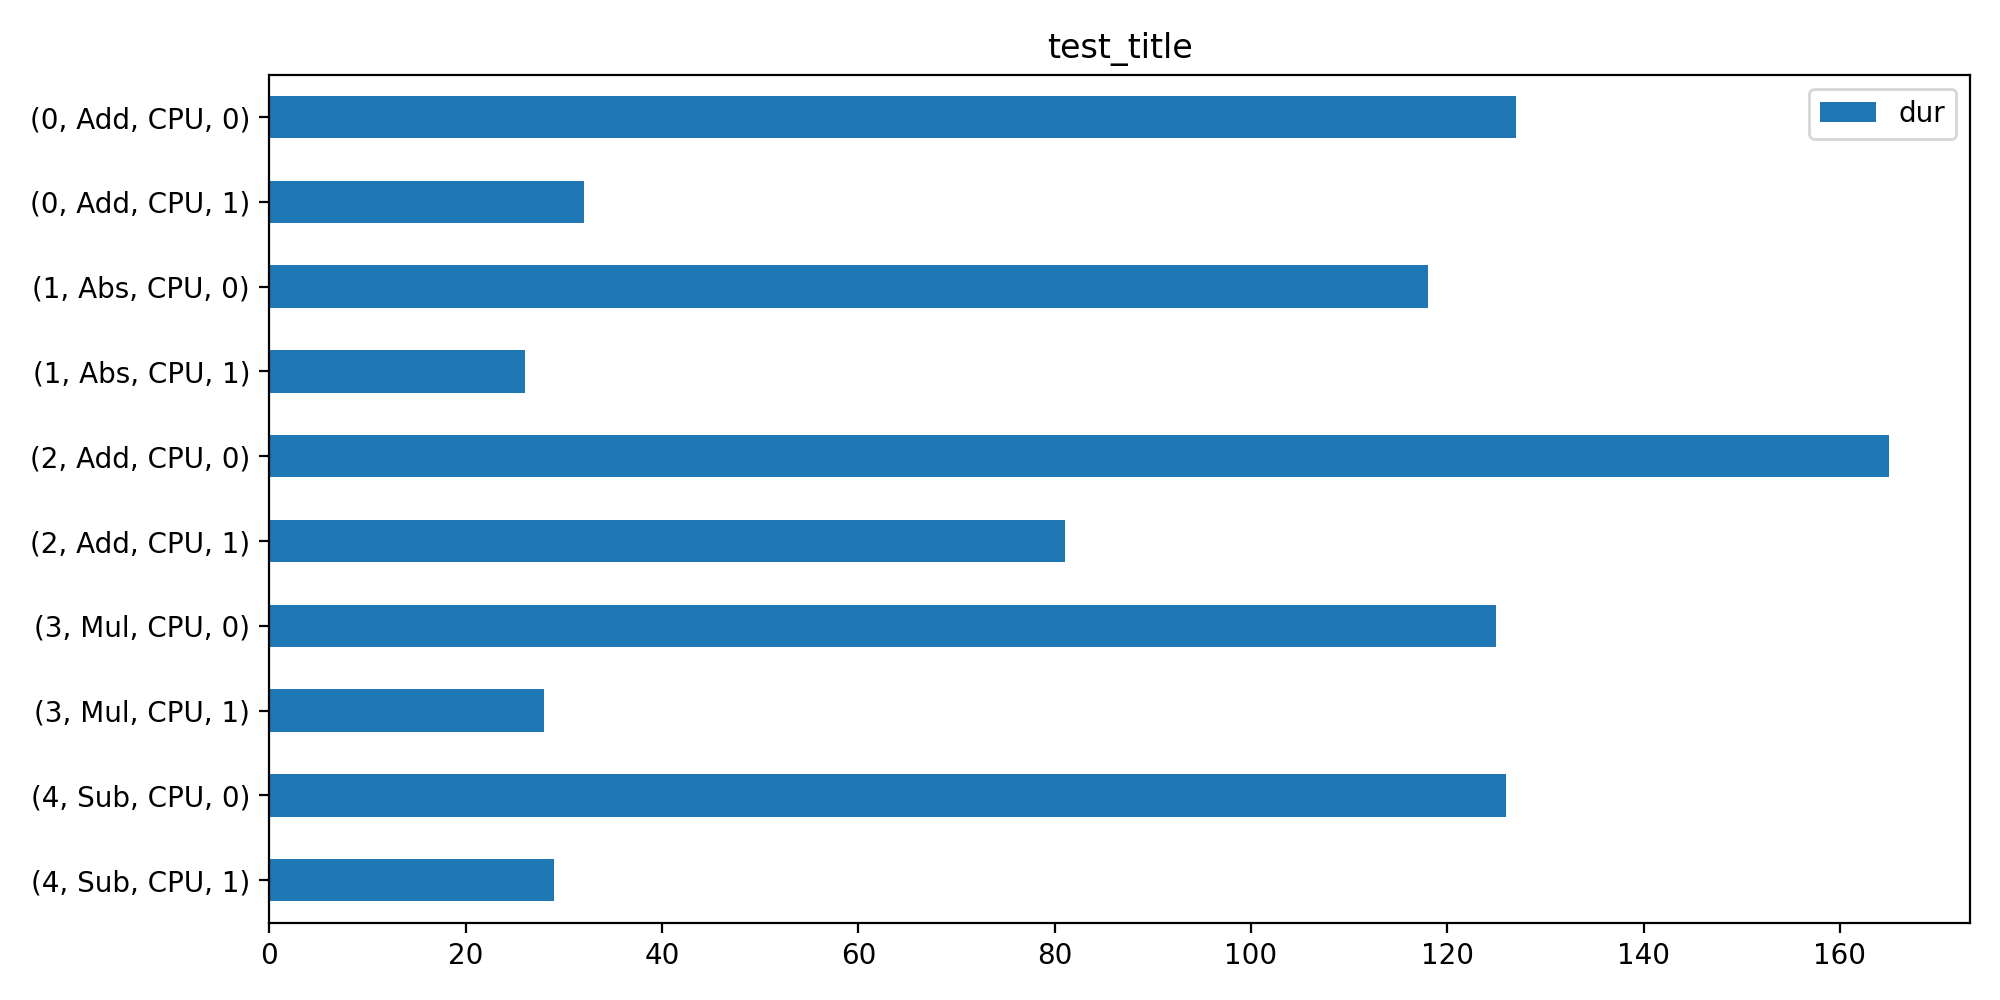 test_title
dur
(0, Add, CPU, 0)
(0, Add, CPU, 1)
(1, Abs, CPU, 0)
(1, Abs, CPU, 1)
(2, Add, CPU, 0)
(2, Add, CPU, 1)
(3, Mul, CPU, 0)
(3, Mul, CPU, 1)
(4, Sub, CPU, 0)
(4, Sub, CPU, 1)
0 20 40 60 80 100 120 140 160